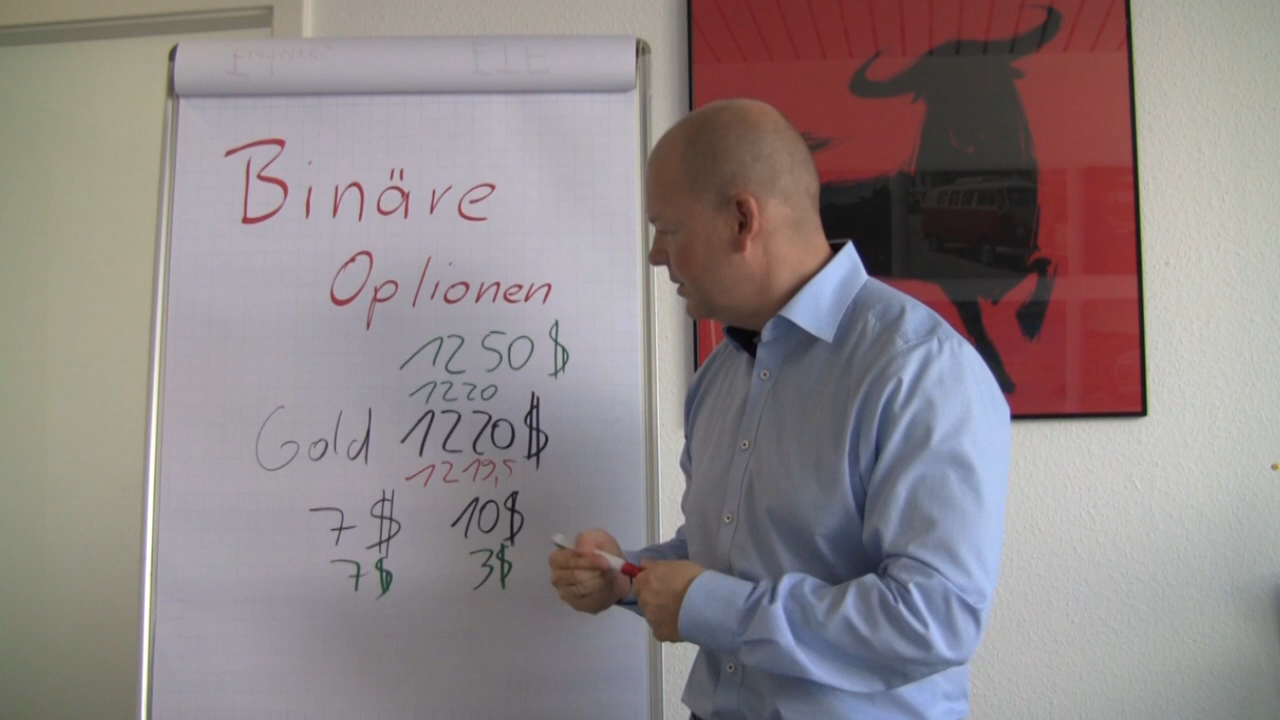 Binäre
Optionen
1250 $
1220
Gold 1220 $
1219,5
7 $ 10 $
7 $ 3 $